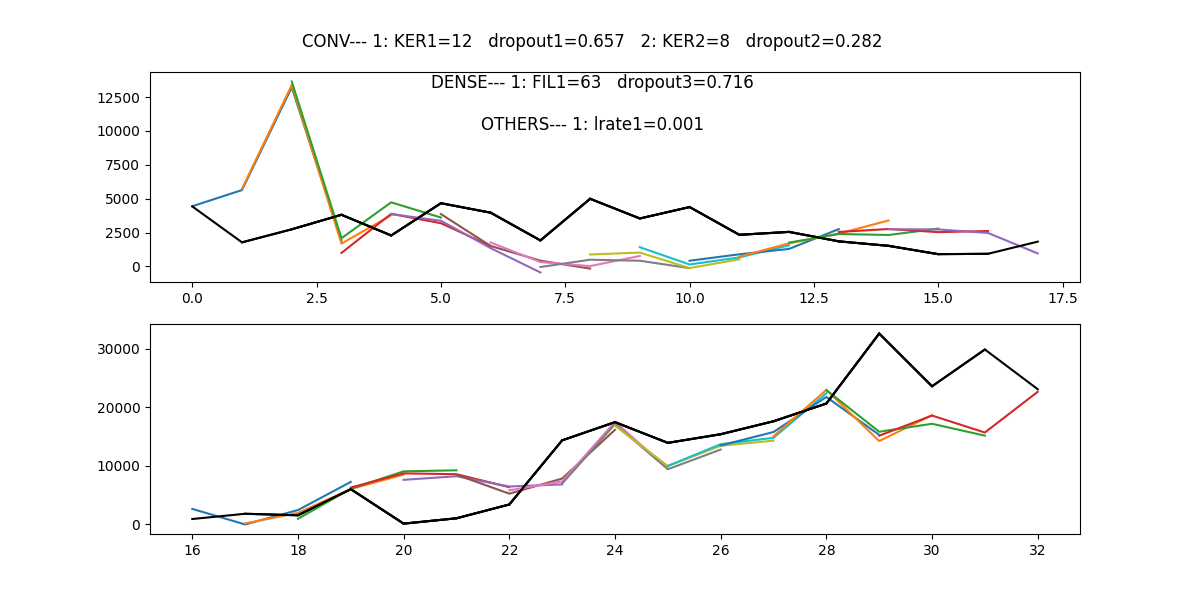 CONV--- 1: KER1=12   dropout1=0.657   2: KER2=8   dropout2=0.282
DENSE--- 1: FIL1=63   dropout3=0.716
OTHERS--- 1: lrate1=0.001
12500
10000
7500
5000
2500
0
0.0 2.5 5.0 7.5 10.0 12.5 15.0 17.5
30000
20000
10000
0
16 18 20 22 24 26 28 30 32